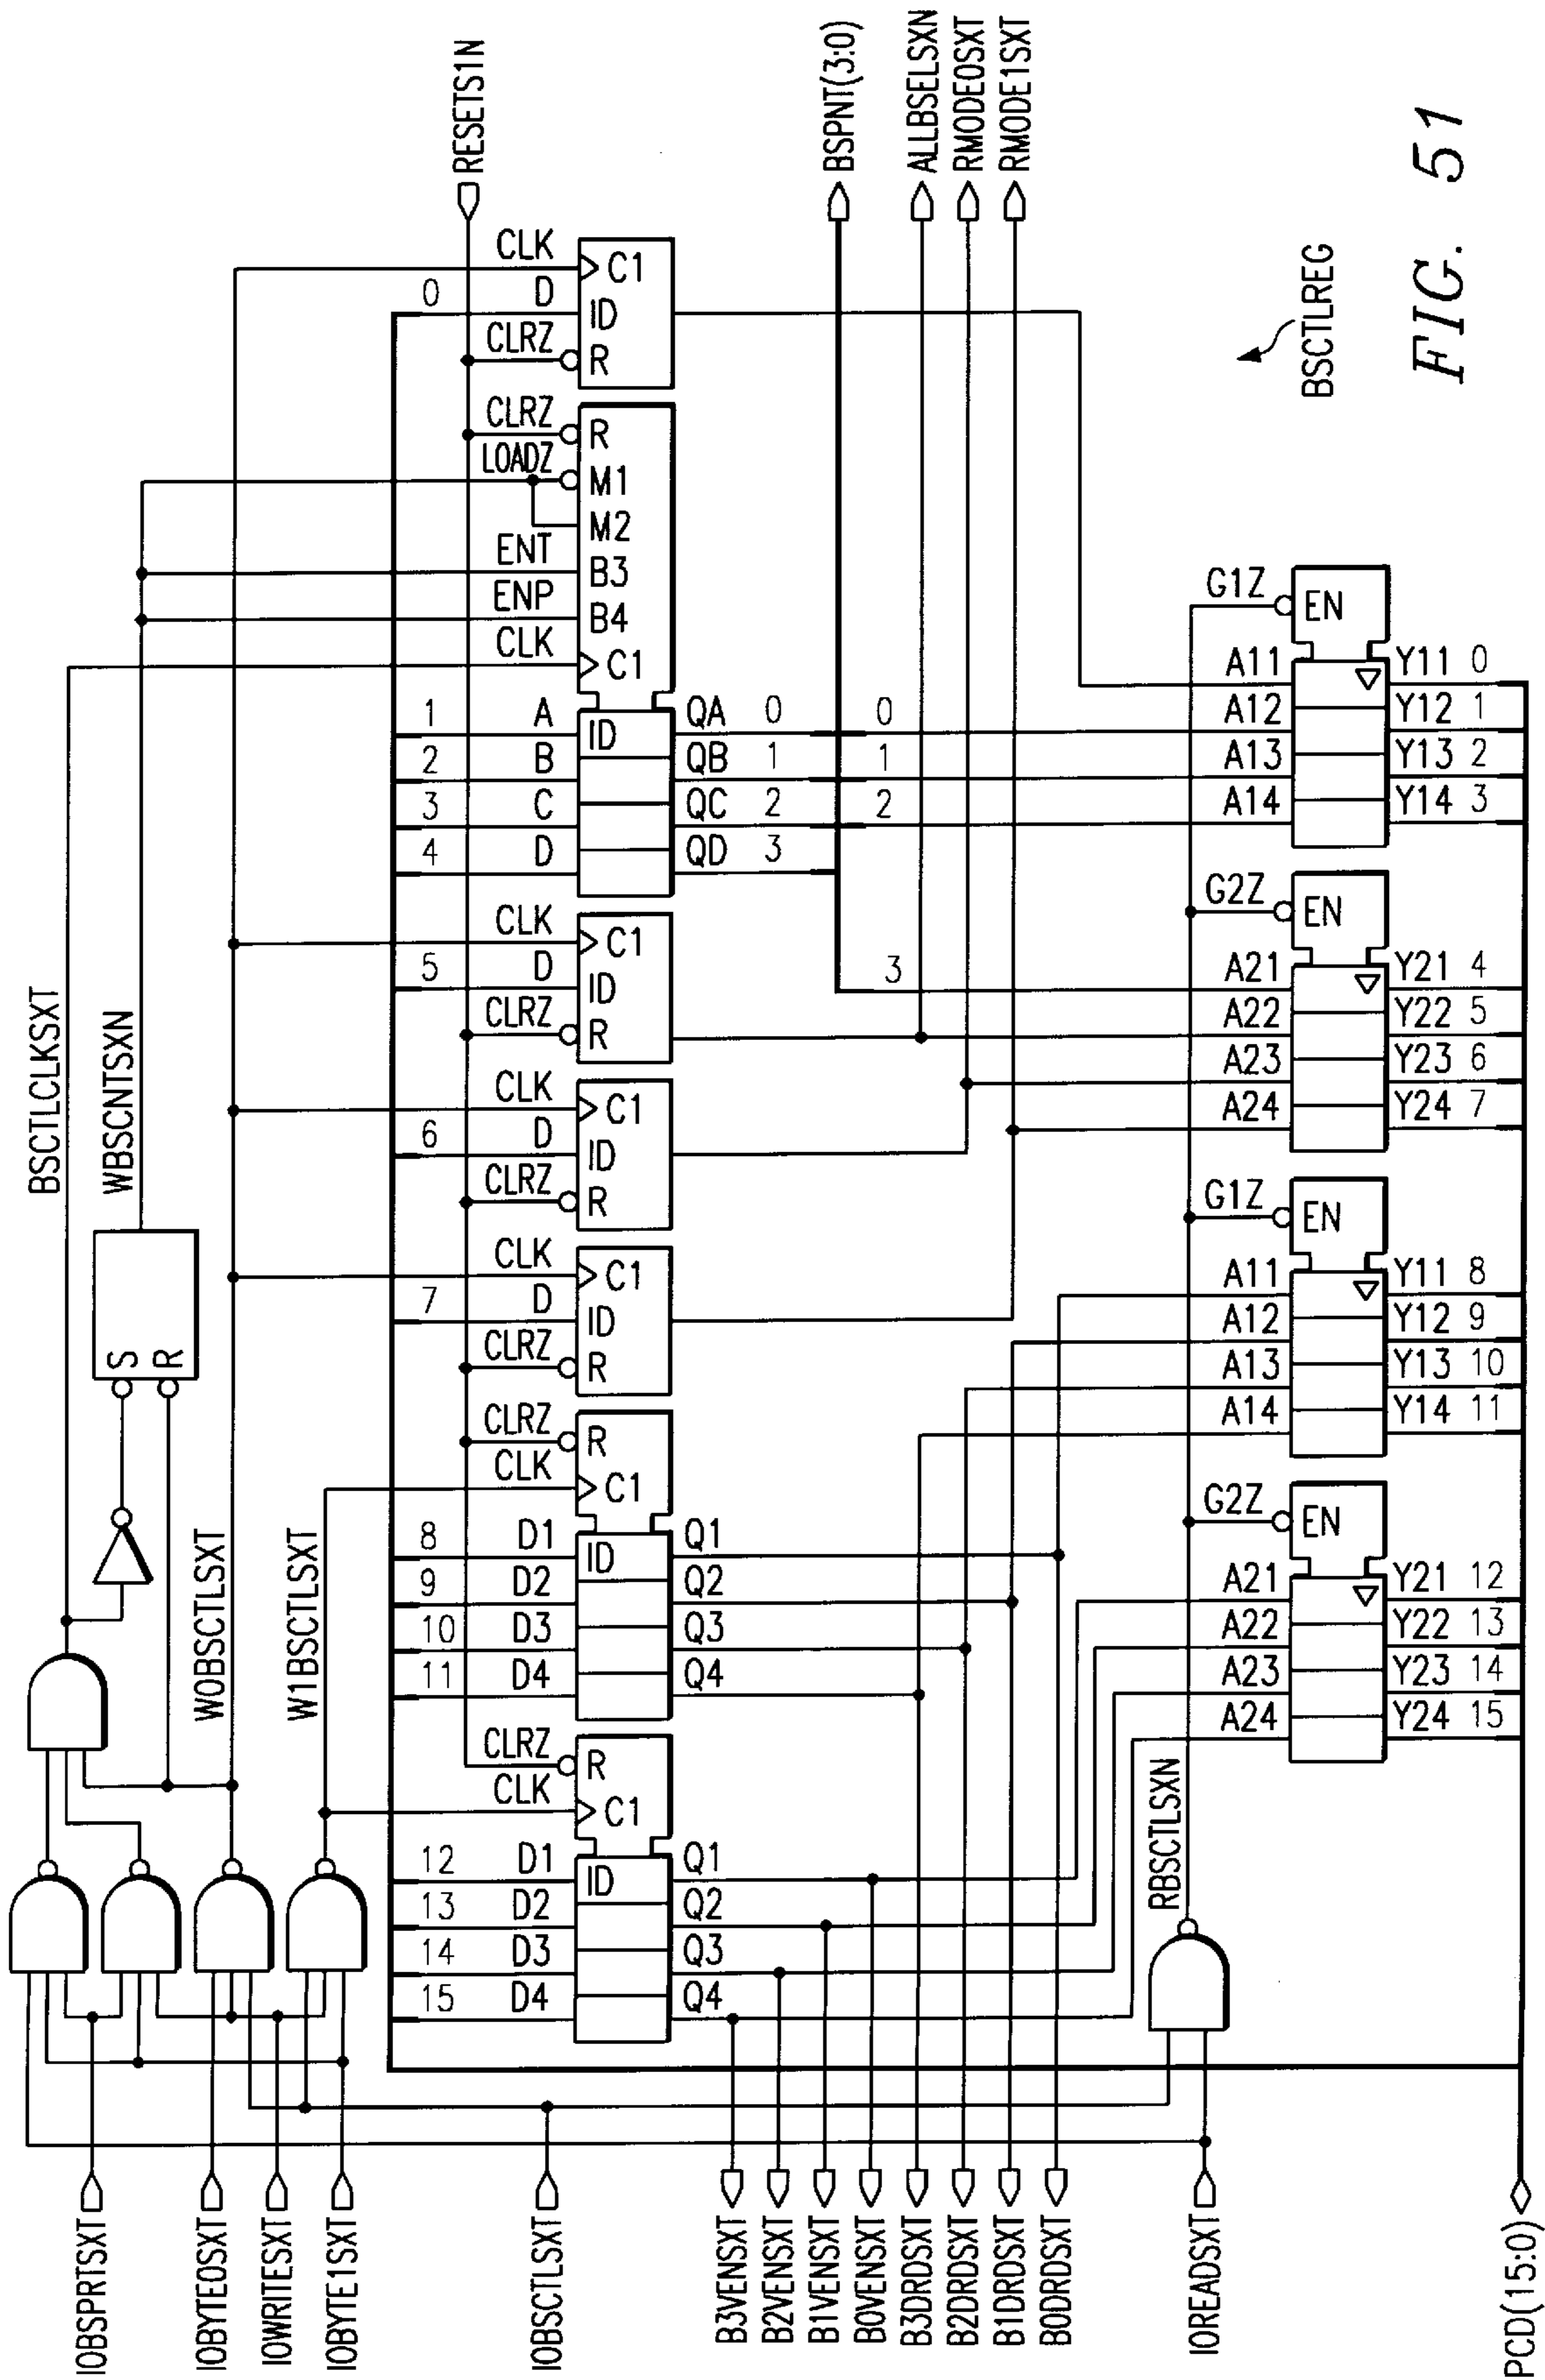 IOBSPRTSXT
IOBYTE0SXT
IOWRITESXT
IOBYTE1SXT
IOBSCTLSXT
B3VENSXT
B2VENSXT
B1VENSXT
B0VENSXT
B3DRDSXT
B2DRDSXT
B1DRDSXT
B0DRDSXT
IOREADSXT
PCD(15:0)
BSCTLCLKSXT
WBSCNTSXN
S
R
W0BSCTLSXT
W1BSCTLSXT
RESETS1N
12 D1 ID Q1
13 D2 Q2
14 D3 Q3
15 D4 Q4
CLK C1
CLRZ R
8 D1 ID Q1
9 D2 Q2
10 D3 Q3
11 D4 Q4
CLK C1
CLRZ R
CLRZ R
7 D ID
CLK C1
CLRZ R
6 D ID
CLK C1
CLRZ R
5 D ID
CLK C1
4 D QD 3
3 C QC 2 2
2 B QB 1 1
1 A ID QA 0 0
3
CLK C1
ENP B4
ENT B3
M2
LOADZ M1
CLRZ R
CLRZ R
0 D ID
CLK C1
BSPNT(3:0)
ALLBSELSXN
RMODE0SXT
RMODE1SXT
RBSCTLSXN
A24 Y24 15
A23 Y23 14
A22 Y22 13
A21 Y21 12
G2Z EN
A14 Y14 11
A13 Y13 10
A12 Y12 9
A11 Y11 8
G1Z EN
A24 Y24 7
A23 Y23 6
A22 Y22 5
A21 Y21 4
G2Z EN
A14 Y14 3
A13 Y13 2
A12 Y12 1
A11 Y11 0
G1Z EN
BSCTLREG
FIG. 51